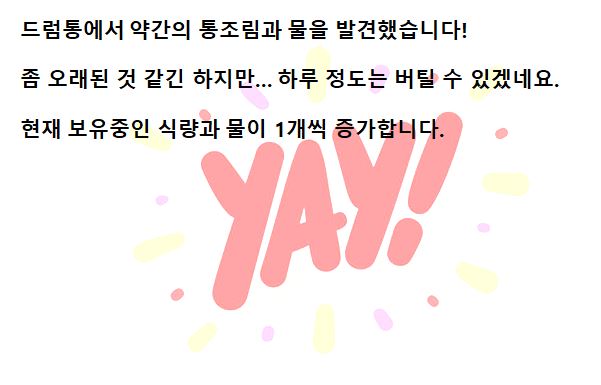 드럼통에서 약간의 통조림과 물을 발견했습니다!
좀 오래된 것 같긴 하지만... 하루 정도는 버틸 수 있겠네요.
현재 보유중인 식량과 물이 1개씩 증가합니다.
YAY!